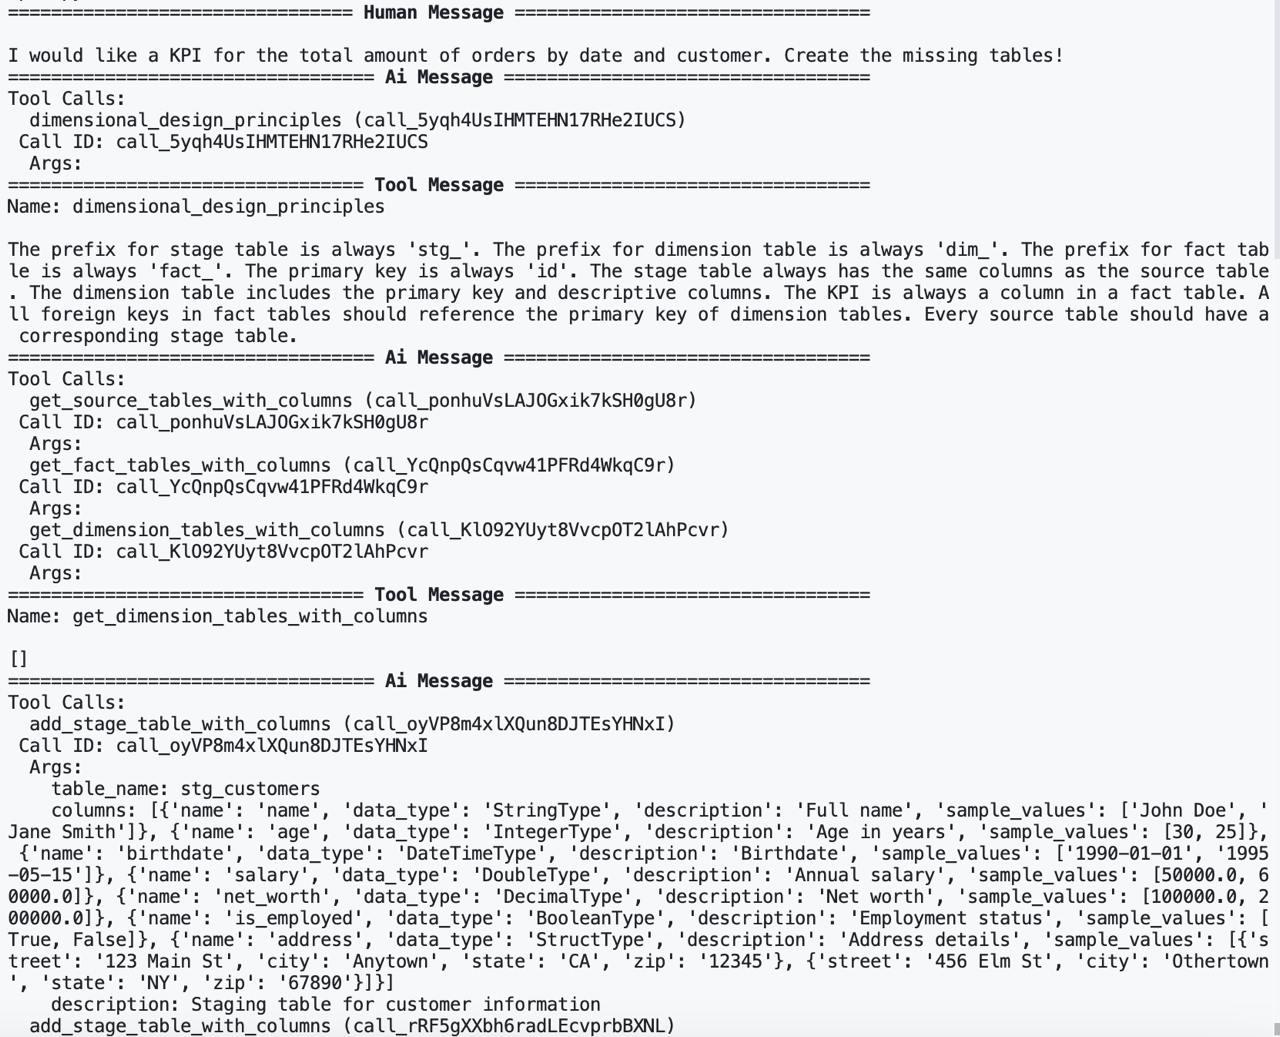 ================================ Human Message =================================
I would like a KPI for the total amount of orders by date and customer. Create the missing tables!
================================== Ai Message ==================================
Tool Calls:
  dimensional_design_principles (call_5yqh4UsIHMTEHN17RHe2IUCS)
 Call ID: call_5yqh4UsIHMTEHN17RHe2IUCS
  Args:
================================= Tool Message =================================
Name: dimensional_design_principles
The prefix for stage table is always 'stg_'. The prefix for dimension table is always 'dim_'. The prefix for fact tab
le is always 'fact_'. The primary key is always 'id'. The stage table always has the same columns as the source table
. The dimension table includes the primary key and descriptive columns. The KPI is always a column in a fact table. A
ll foreign keys in fact tables should reference the primary key of dimension tables. Every source table should have a
 corresponding stage table.
================================== Ai Message ==================================
Tool Calls:
  get_source_tables_with_columns (call_ponhuVsLAJOGxik7kSH0gU8r)
 Call ID: call_ponhuVsLAJOGxik7kSH0gU8r
  Args:
  get_fact_tables_with_columns (call_YcQnpQsCqvw41PFRd4WkqC9r)
 Call ID: call_YcQnpQsCqvw41PFRd4WkqC9r
  Args:
  get_dimension_tables_with_columns (call_KlO92YUyt8VvcpOT2lAhPcvr)
 Call ID: call_KlO92YUyt8VvcpOT2lAhPcvr
  Args:
================================= Tool Message =================================
Name: get_dimension_tables_with_columns
[]
================================== Ai Message ==================================
Tool Calls:
  add_stage_table_with_columns (call_oyVP8m4xlXQun8DJTEsYHNxI)
 Call ID: call_oyVP8m4xlXQun8DJTEsYHNxI
  Args:
    table_name: stg_customers
    columns: [{'name': 'name', 'data_type': 'StringType', 'description': 'Full name', 'sample_values': ['John Doe', '
Jane Smith']}, {'name': 'age', 'data_type': 'IntegerType', 'description': 'Age in years', 'sample_values': [30, 25]},
 {'name': 'birthdate', 'data_type': 'DateTimeType', 'description': 'Birthdate', 'sample_values': ['1990-01-01', '1995
-05-15']}, {'name': 'salary', 'data_type': 'DoubleType', 'description': 'Annual salary', 'sample_values': [50000.0, 6
0000.0]}, {'name': 'net_worth', 'data_type': 'DecimalType', 'description': 'Net worth', 'sample_values': [100000.0, 2
00000.0]}, {'name': 'is_employed', 'data_type': 'BooleanType', 'description': 'Employment status', 'sample_values': [
True, False]}, {'name': 'address', 'data_type': 'StructType', 'description': 'Address details', 'sample_values': [{'s
treet': '123 Main St', 'city': 'Anytown', 'state': 'CA', 'zip': '12345'}, {'street': '456 Elm St', 'city': 'Othertown
', 'state': 'NY', 'zip': '67890'}]}]
    description: Staging table for customer information
  add_stage_table_with_columns (call_rRF5gXXbh6radLEcvprbBXNL)